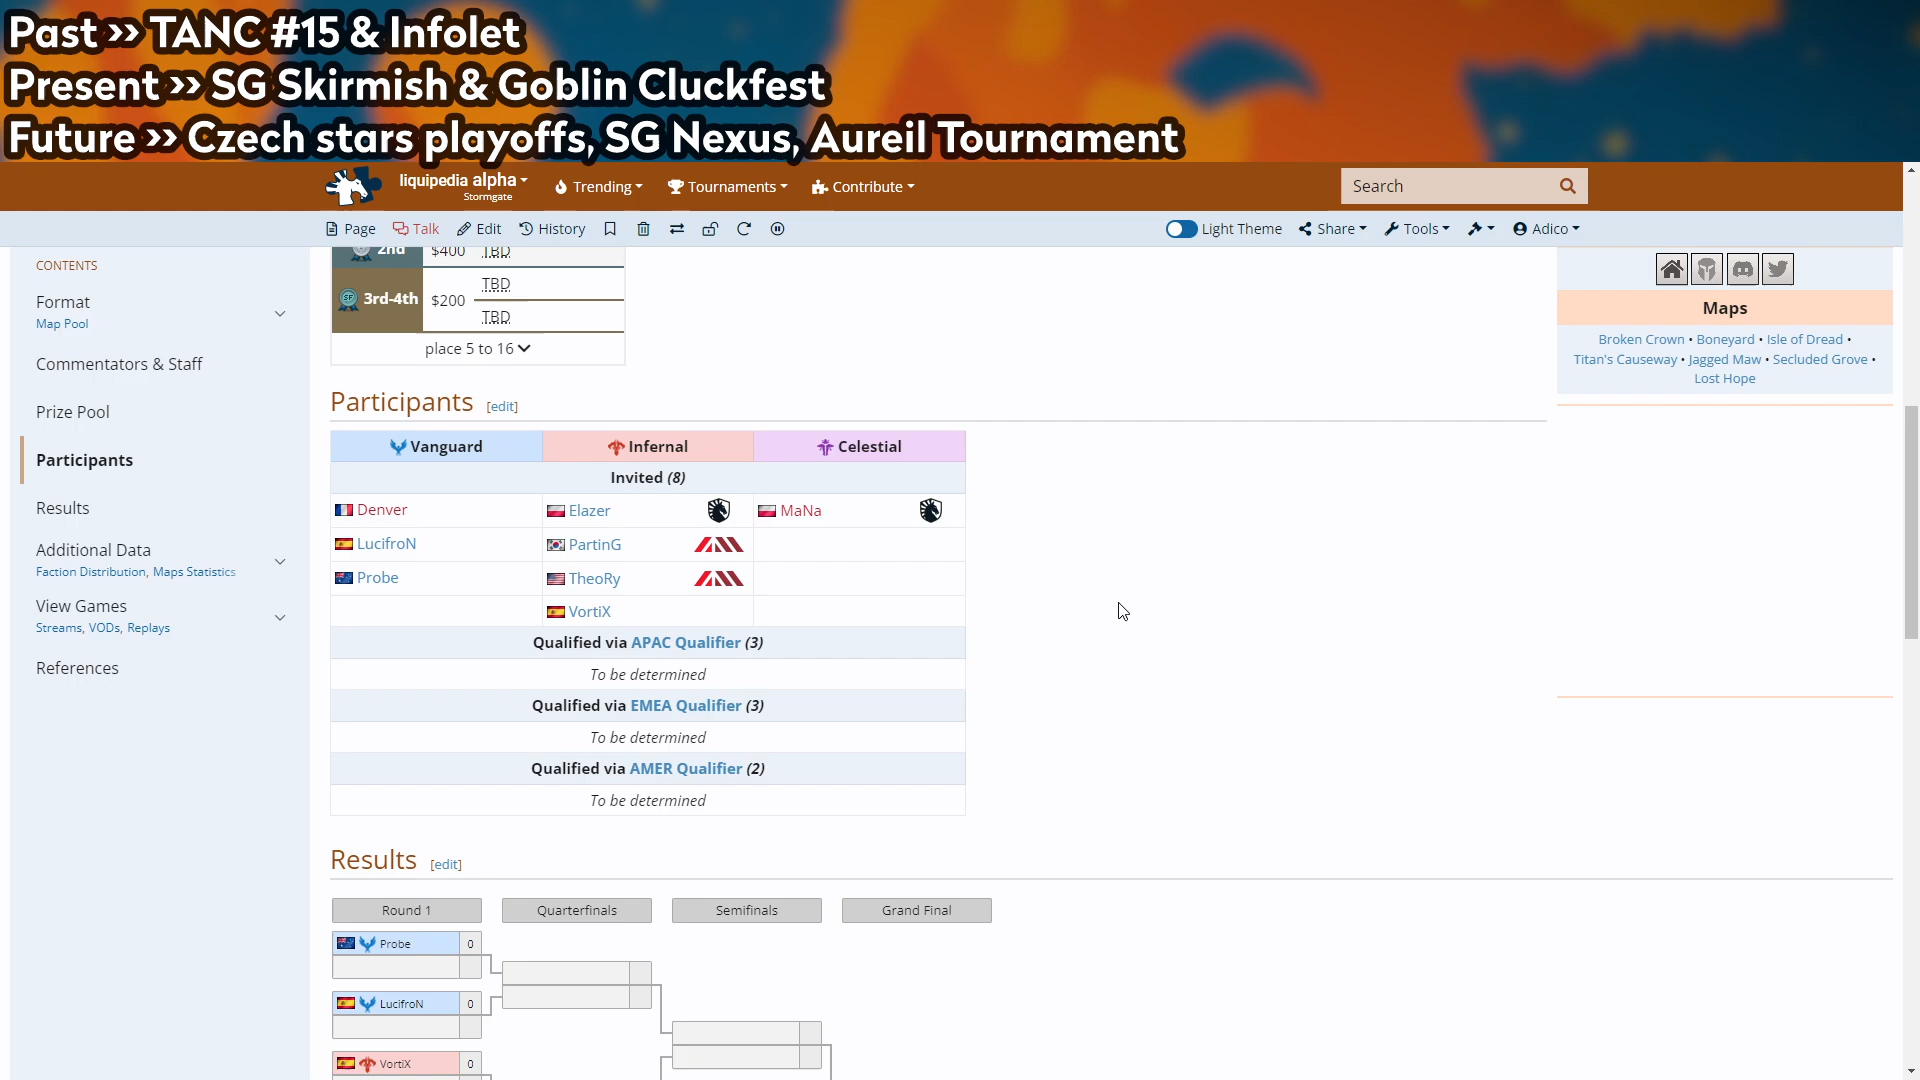 Past >> TANC #15 & Infolet
Present >> SG Skirmish & Goblin Cluckfest
Future >> Czech stars playoffs, SG Nexus, Aureil Tournament
liquipedia alpha
Stormgate
Trending
Tournaments
Contribute
Search
Page
Talk
Edit
History
Light Theme
Share
Tools
Adico
CONTENTS
Format
Map Pool
Commentators & Staff
Prize Pool
Participants
Results
Additional Data
Faction Distribution, Maps Statistics
View Games
Streams, VODs, Replays
References
2nd $400 TBD
3rd-4th $200 TBD
TBD
place 5 to 16
Participants [edit]
Vanguard Infernal Celestial
Invited (8)
Denver Elazer MaNa
LucifroN PartinG
Probe TheoRy
VortiX
Qualified via APAC Qualifier (3)
To be determined
Qualified via EMEA Qualifier (3)
To be determined
Qualified via AMER Qualifier (2)
To be determined
Results [edit]
Round 1 Quarterfinals Semifinals Grand Final
Probe 0
LucifroN 0
SF
VortiX 0
Maps
Broken Crown • Boneyard • Isle of Dread •
Titan's Causeway • Jagged Maw • Secluded Grove •
Lost Hope